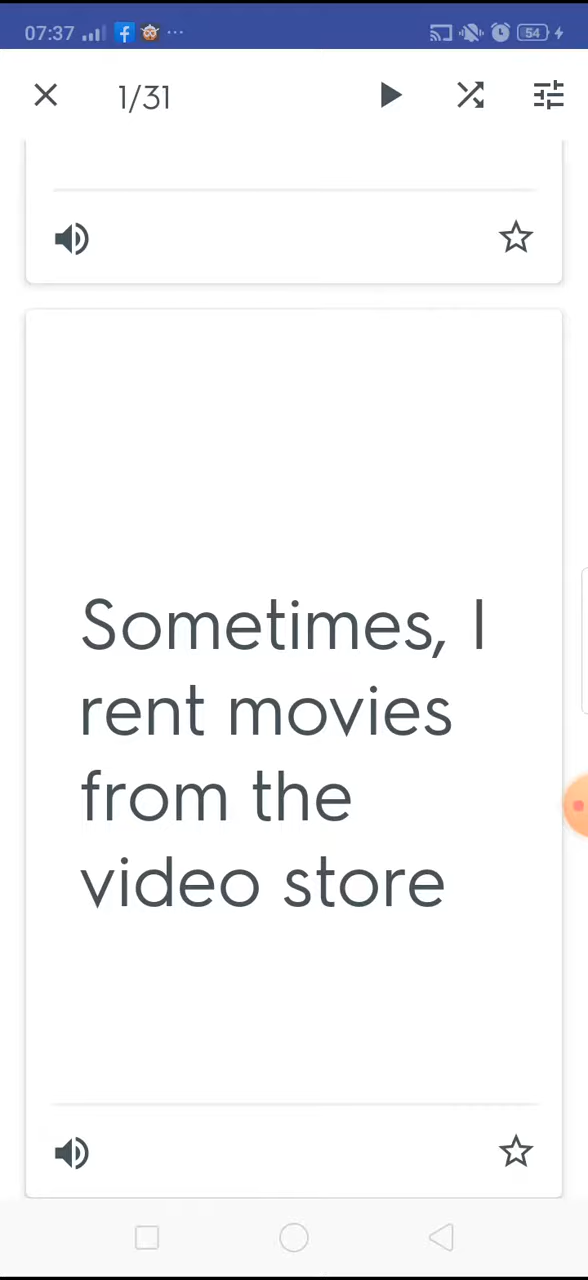 07:37
54
1/31
Sometimes, I
rent movies
from the
video store